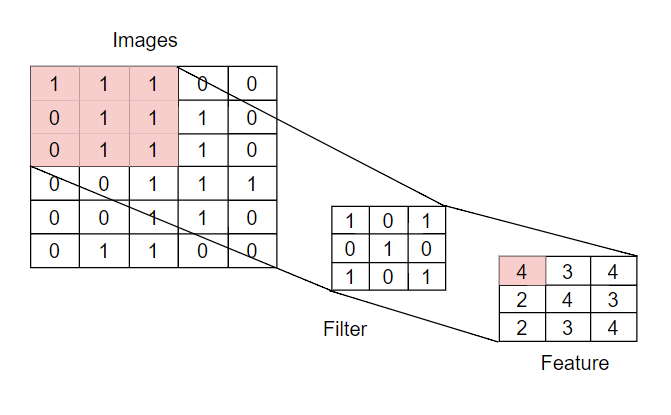 Images
1 1 1 0 0
0 1 1 1 0
0 1 1 1 0
0 0 1 1 1
0 0 1 1 0
0 1 1 0 0
1 0 1
0 1 0
1 0 1
Filter
4 3 4
2 4 3
2 3 4
Feature